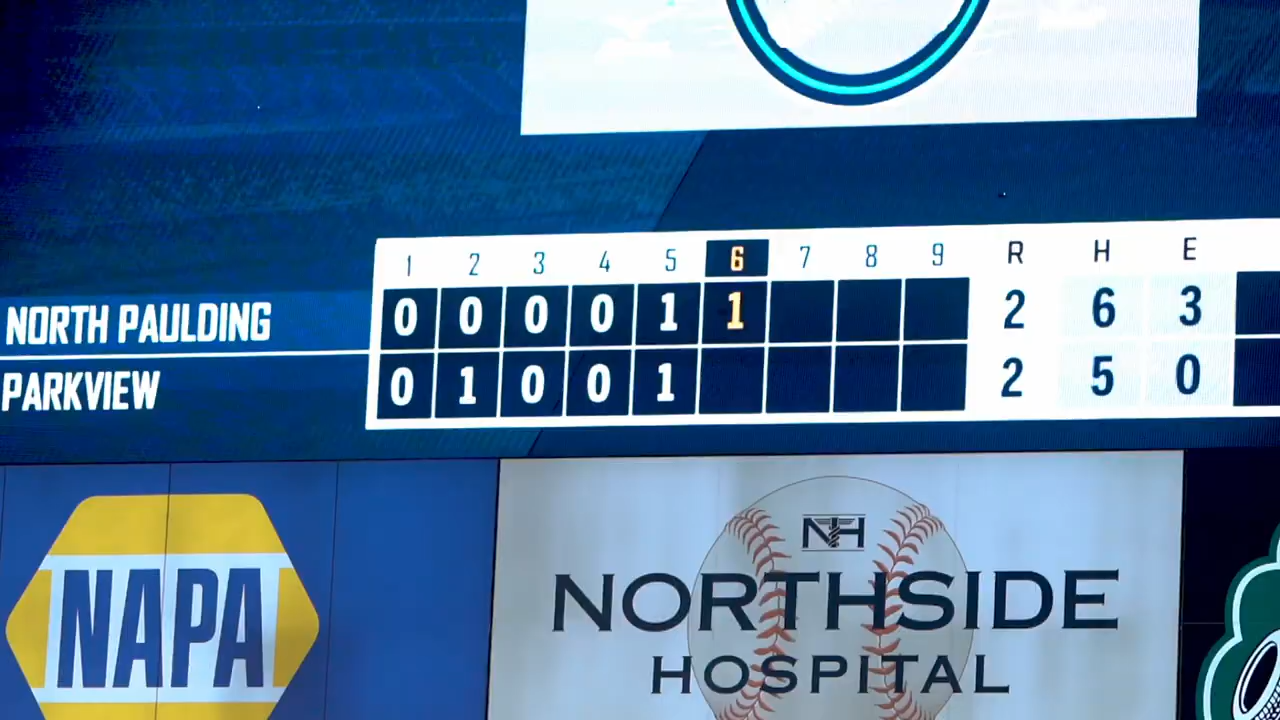 1 2 3 4 5 6 7 8 9 R H E
NORTH PAULDING 0 0 0 0 1 1 2 6 3
PARKVIEW 0 1 0 0 1 2 5 0
NAPA
NH
NORTHSIDE
HOSPITAL